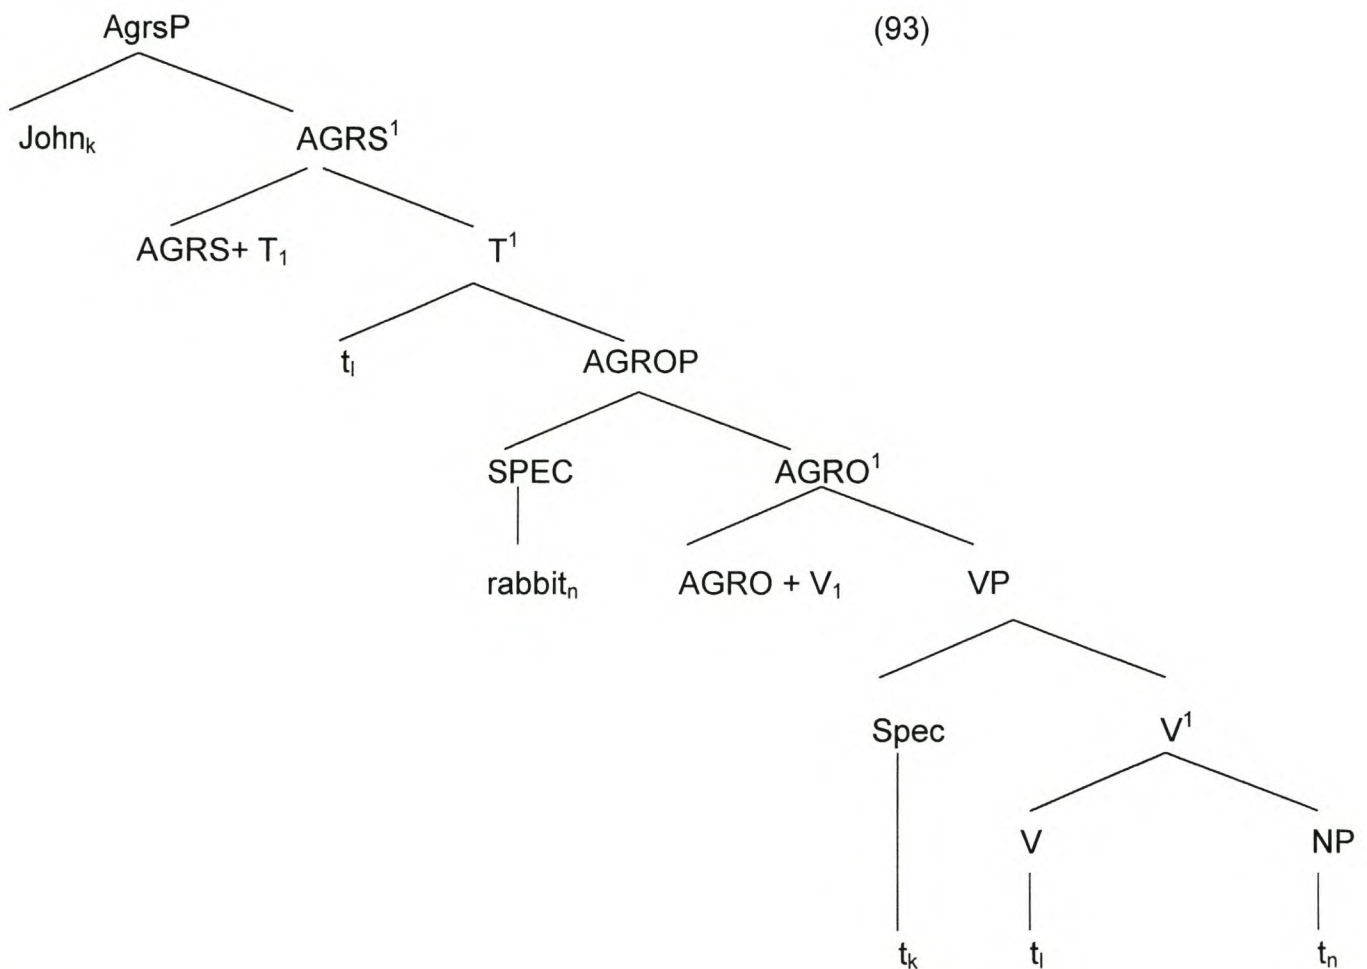 AgrsP (93)
Johnₖ AGRS¹
AGRS+ T₁ T¹
tₗ AGROP
SPEC AGRO¹
rabbitₙ AGRO + V₁ VP
Spec V¹
V NP
tₖ tₗ tₙ